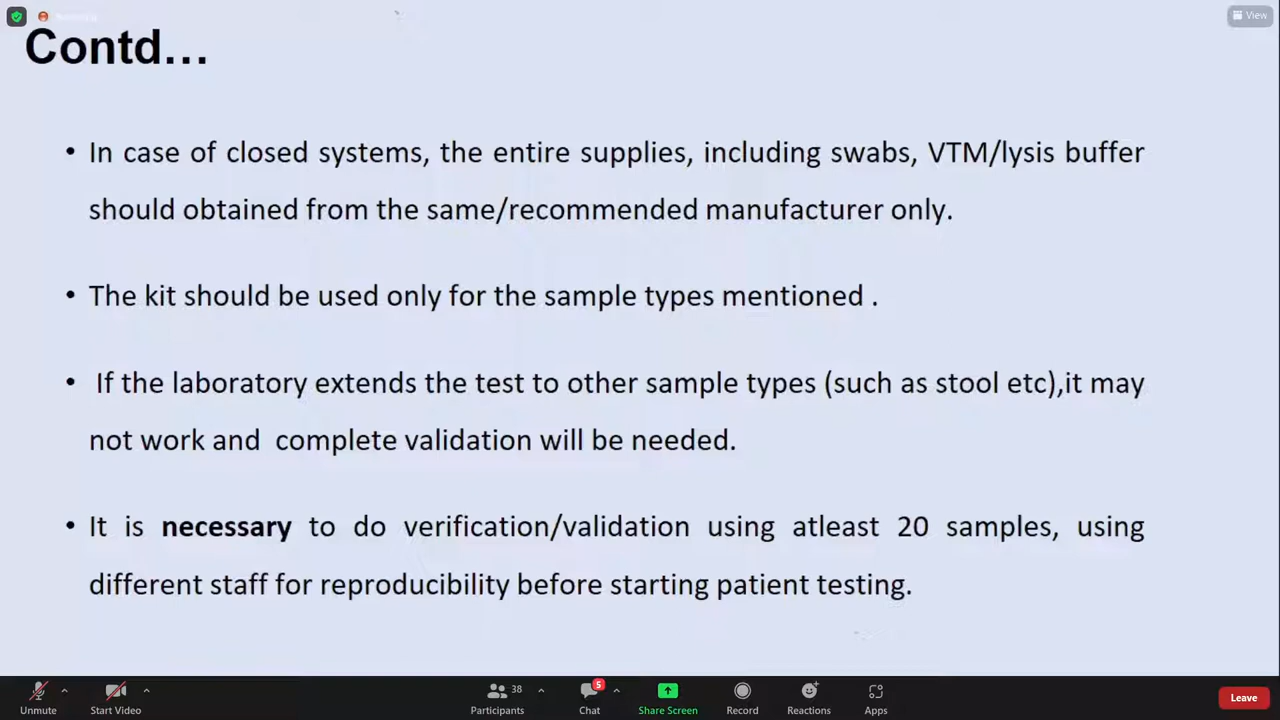 View
Contd...
• In case of closed systems, the entire supplies, including swabs, VTM/lysis buffer
should obtained from the same/recommended manufacturer only.
• The kit should be used only for the sample types mentioned .
• If the laboratory extends the test to other sample types (such as stool etc),it may
not work and complete validation will be needed.
• It is necessary to do verification/validation using atleast 20 samples, using
different staff for reproducibility before starting patient testing.
38
5
Unmute Start Video Participants Chat Share Screen Record Reactions Apps Leave